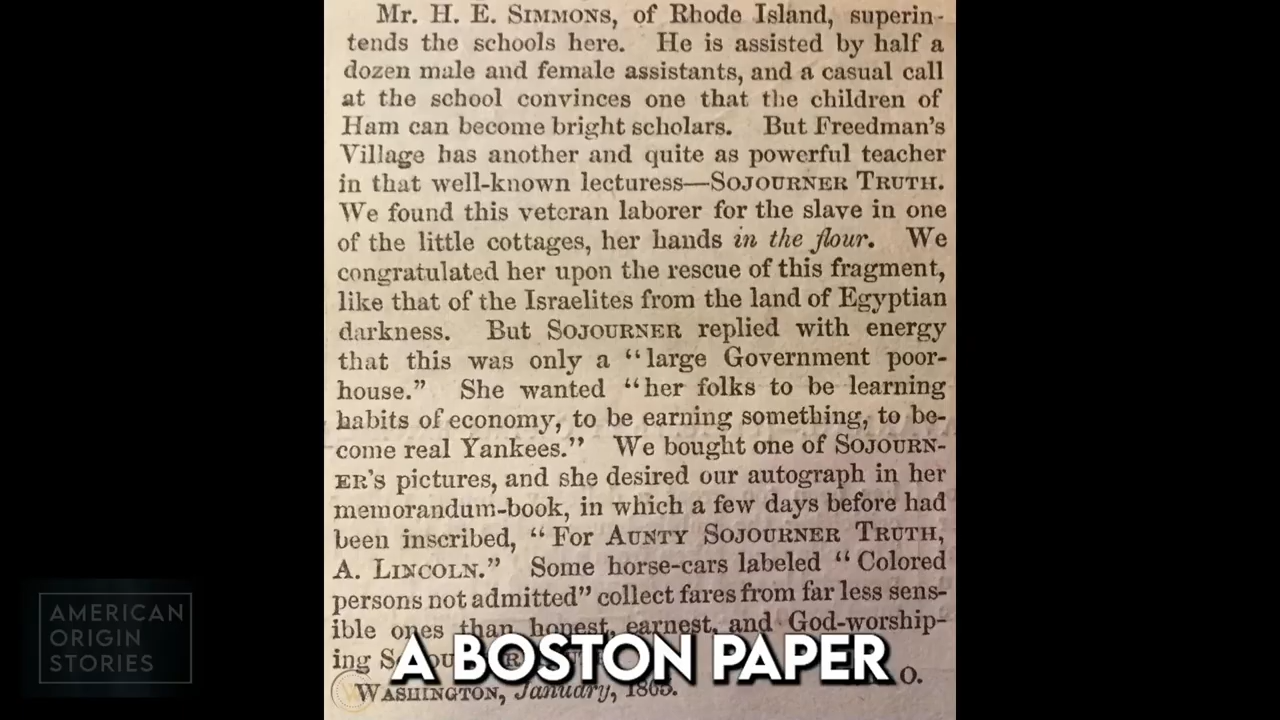 Mr. H. E. SIMMONS, of Rhode Island, superin-
tends the schools here. He is assisted by half a
dozen male and female assistants, and a casual call
at the school convinces one that the children of
Ham can become bright scholars. But Freedman's
Village has another and quite as powerful teacher
in that well-known lecturess—SOJOURNER TRUTH.
We found this veteran laborer for the slave in one
of the little cottages, her hands in the flour. We
congratulated her upon the rescue of this fragment,
like that of the Israelites from the land of Egyptian
darkness. But SOJOURNER replied with energy
that this was only a “large Government poor-
house.” She wanted “her folks to be learning
habits of economy, to be earning something, to be-
come real Yankees.” We bought one of SOJOURN-
ER'S pictures, and she desired our autograph in her
memorandum-book, in which a few days before had
been inscribed, “For AUNTY SOJOURNER TRUTH,
A. LINCOLN.” Some horse-cars labeled “Colored
persons not admitted” collect fares from far less sens-
ible ones than honest, earnest, and God-worship-
ing
O.
WASHINGTON, January, 1865.
A BOSTON PAPER
AMERICAN
ORIGIN
STORIES